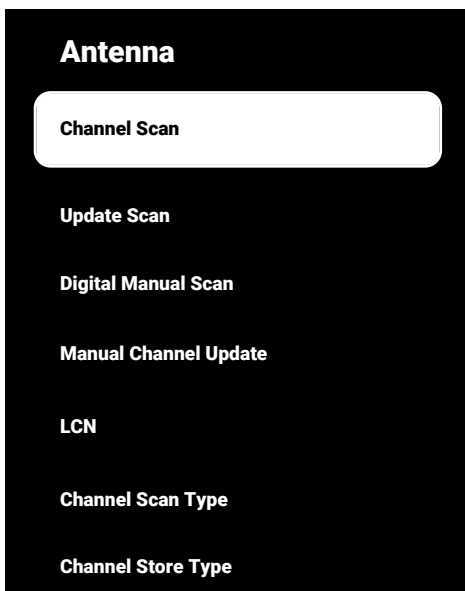 Antenna
Channel Scan
Update Scan
Digital Manual Scan
Manual Channel Update
LCN
Channel Scan Type
Channel Store Type